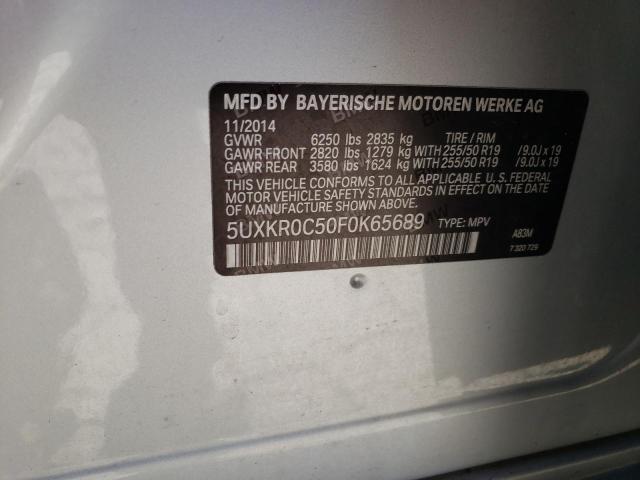 MFD BY BAYERISCHE MOTOREN WERKE AG
11/2014
GVWR 6250 lbs 2835 kg TIRE / RIM
GAWR-FRONT 2820 lbs 1279 kg WITH 255/50 R19 /9.0J x 19
GAWR REAR 3580 lbs 1624 kg WITH 255/50 R19 /9.0J x 19
THIS VEHICLE CONFORMS TO ALL APPLICABLE U. S. FEDERAL
MOTOR VEHICLE SAFETY STANDARDS IN EFFECT ON THE DATE
OF MANUFACTURE SHOWN ABOVE.
5UXKR0C50F0K65689 TYPE: MPV A83M
7 320 729